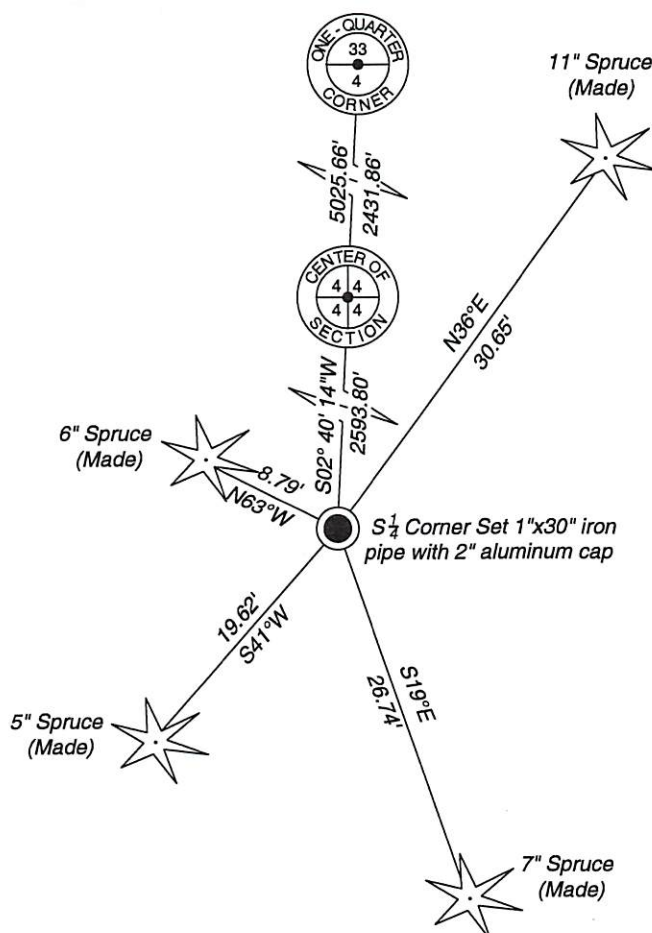 ONE-QUARTER
33
4
CORNER
11" Spruce
(Made)
5025.66'
2431.86'
CENTER OF
4 4
4 4
SECTION
N36°E
30.65'
S02° 40' 14"W
2593.80'
6" Spruce
(Made)
8.79'
N63°W
S 1/4 Corner Set 1"x30" iron
pipe with 2" aluminum cap
19.62'
S41°W
S19°E
26.74'
5" Spruce
(Made)
7" Spruce
(Made)